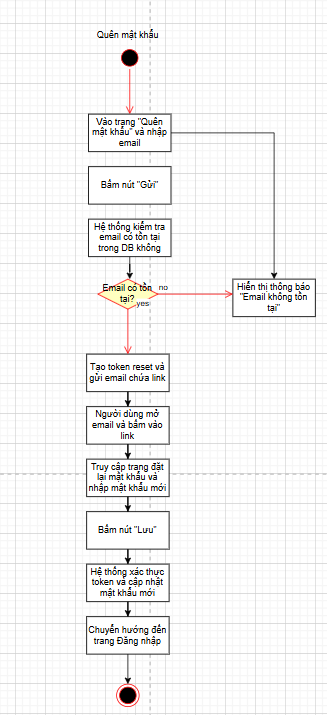 Quên mật khẩu
Vào trang "Quên
mật khẩu" và nhập
email
Bấm nút "Gửi"
Hệ thống kiểm tra
email có tồn tại
trong DB không
Email có tồn
tại?
no
yes
Hiển thị thông báo
"Email không tồn
tại"
Tạo token reset và
gửi email chứa link
Người dùng mở
email và bấm vào
link
Truy cập trang đặt
lại mật khẩu và
nhập mật khẩu mới
Bấm nút "Lưu"
Hệ thống xác thực
token và cập nhật
mật khẩu mới
Chuyển hướng đến
trang Đăng nhập